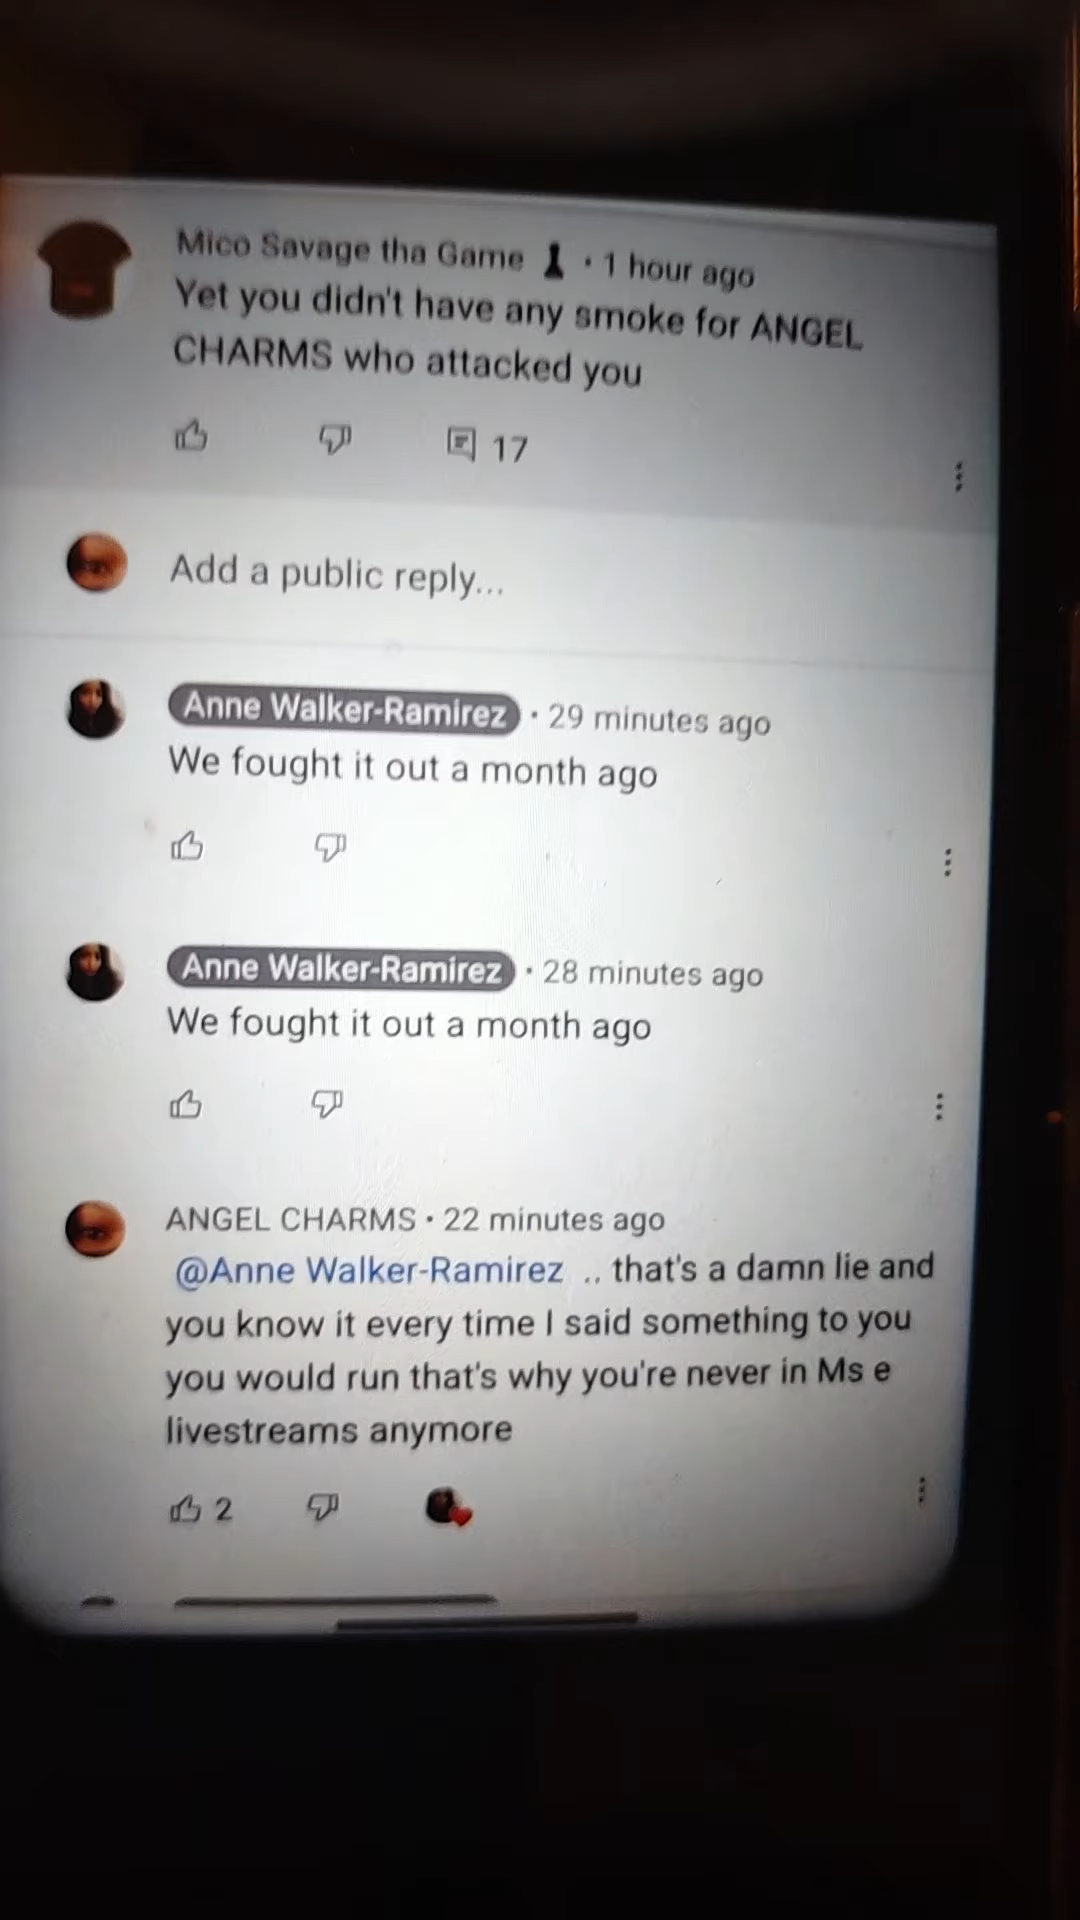 Mico Savage tha Game · 1 hour ago
Yet you didn't have any smoke for ANGEL
CHARMS who attacked you
17
Add a public reply...
Anne Walker-Ramirez · 29 minutes ago
We fought it out a month ago
Anne Walker-Ramirez · 28 minutes ago
We fought it out a month ago
ANGEL CHARMS · 22 minutes ago
@Anne Walker-Ramirez .. that's a damn lie and
you know it every time I said something to you
you would run that's why you're never in Ms e
livestreams anymore
2